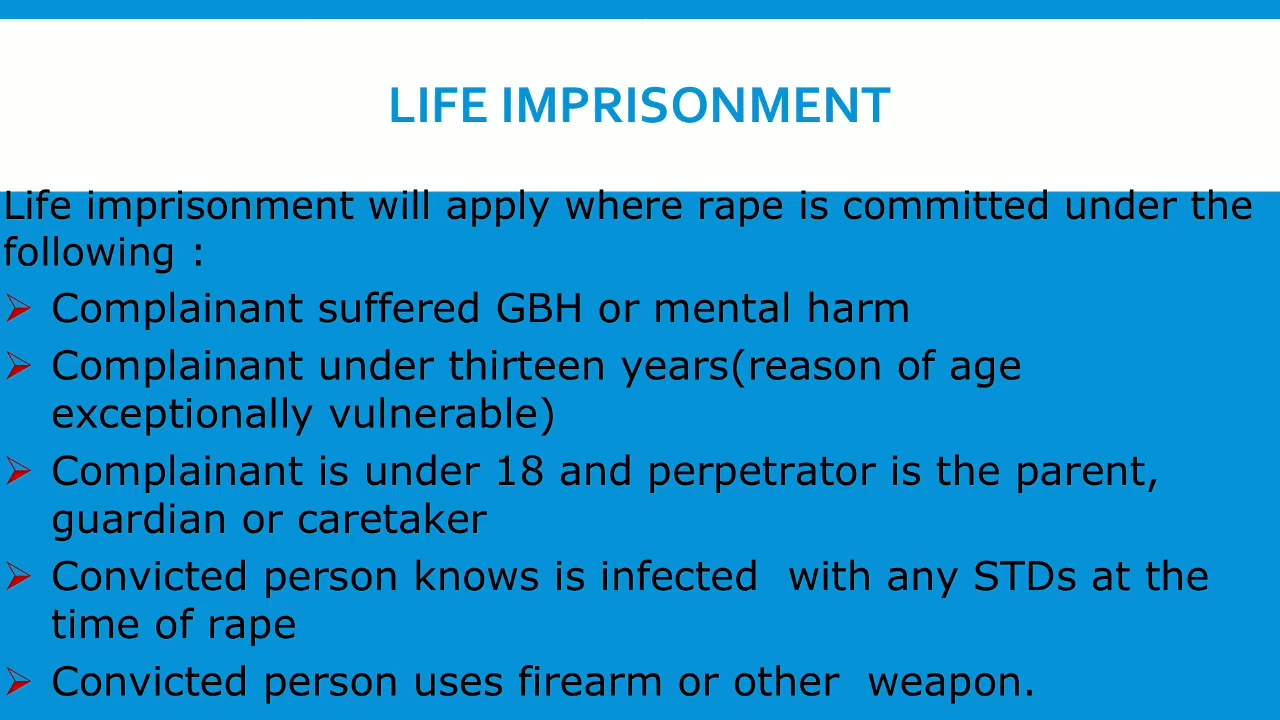 LIFE IMPRISONMENT
Life imprisonment will apply where rape is committed under the
following :
Complainant suffered GBH or mental harm
Complainant under thirteen years(reason of age
exceptionally vulnerable)
Complainant is under 18 and perpetrator is the parent,
guardian or caretaker
Convicted person knows is infected  with any STDs at the
time of rape
Convicted person uses firearm or other  weapon.